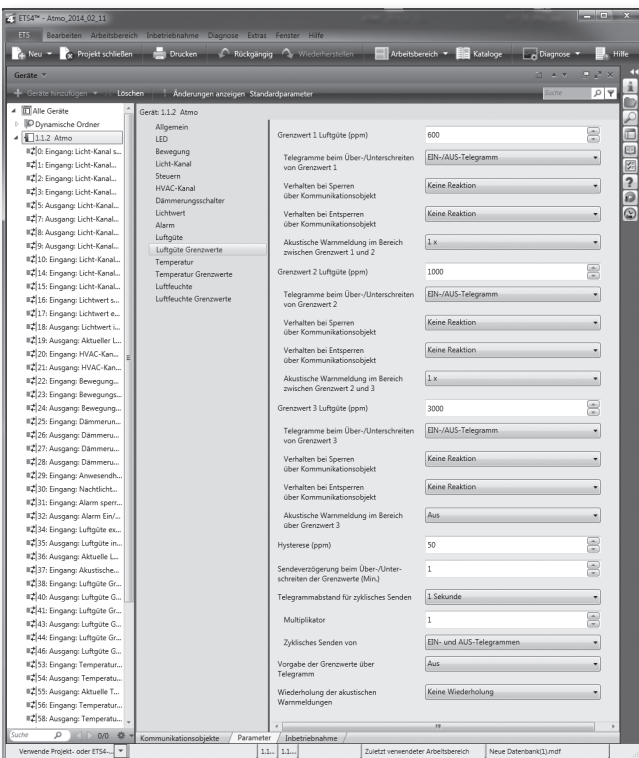 ETS4™ - Atmo_2014_02_11
ETS Bearbeiten Arbeitsbereich Inbetriebnahme Diagnose Extras Fenster Hilfe
Neu Projekt schließen Drucken Rückgängig Wiederherstellen Arbeitsbereich Kataloge Diagnose Hilfe
Geräte
Geräte hinzufügen Löschen Änderungen anzeigen Standardparameter Suche
Alle Geräte
Dynamische Ordner
1.1.2 Atmo
0: Eingang: Licht-Kanal s...
1: Eingang: Licht-Kanal...
2: Eingang: Licht-Kanal...
3: Eingang: Licht-Kanal...
5: Ausgang: Licht-Kanal...
7: Ausgang: Licht-Kanal...
8: Ausgang: Licht-Kanal...
9: Ausgang: Licht-Kanal...
10: Eingang: Licht-Kanal...
14: Eingang: Licht-Kanal...
15: Eingang: Licht-Kanal...
16: Eingang: Lichtwert s...
17: Eingang: Lichtwert e...
18: Ausgang: Lichtwert i...
19: Ausgang: Aktueller L...
20: Eingang: HVAC-Kan...
21: Ausgang: HVAC-Kan...
22: Eingang: Bewegung...
23: Eingang: Bewegungs...
24: Ausgang: Bewegung...
25: Eingang: Dämmerun...
26: Ausgang: Dämmeru...
27: Ausgang: Dämmeru...
28: Ausgang: Dämmeru...
29: Eingang: Anwesendh...
30: Eingang: Nachtlicht...
31: Eingang: Alarm sperr...
32: Ausgang: Alarm Ein/...
34: Eingang: Luftgüte ex...
35: Ausgang: Luftgüte in...
36: Ausgang: Aktuelle L...
37: Eingang: Akustische...
38: Eingang: Luftgüte Gr...
40: Ausgang: Luftgüte G...
41: Eingang: Luftgüte Gr...
43: Ausgang: Luftgüte G...
44: Eingang: Luftgüte Gr...
46: Ausgang: Luftgüte G...
53: Eingang: Temperatur...
54: Ausgang: Temperatu...
55: Ausgang: Aktuelle T...
56: Eingang: Temperatur...
58: Ausgang: Temperatu...
Suche 0/0
Gerät: 1.1.2 Atmo
Allgemein
LED
Bewegung
Licht-Kanal
Steuern
HVAC-Kanal
Dämmerungsschalter
Lichtwert
Alarm
Luftgüte
Luftgüte Grenzwerte
Temperatur
Temperatur Grenzwerte
Luftfeuchte
Luftfeuchte Grenzwerte
Grenzwert 1 Luftgüte (ppm) 600
Telegramme beim Über-/Unterschreiten EIN-/AUS-Telegramm
von Grenzwert 1
Verhalten bei Sperren Keine Reaktion
über Kommunikationsobjekt
Verhalten bei Entsperren Keine Reaktion
über Kommunikationsobjekt
Akustische Warnmeldung im Bereich 1 x
zwischen Grenzwert 1 und 2
Grenzwert 2 Luftgüte (ppm) 1000
Telegramme beim Über-/Unterschreiten EIN-/AUS-Telegramm
von Grenzwert 2
Verhalten bei Sperren Keine Reaktion
über Kommunikationsobjekt
Verhalten bei Entsperren Keine Reaktion
über Kommunikationsobjekt
Akustische Warnmeldung im Bereich 1 x
zwischen Grenzwert 2 und 3
Grenzwert 3 Luftgüte (ppm) 3000
Telegramme beim Über-/Unterschreiten EIN-/AUS-Telegramm
von Grenzwert 3
Verhalten bei Sperren Keine Reaktion
über Kommunikationsobjekt
Verhalten bei Entsperren Keine Reaktion
über Kommunikationsobjekt
Akustische Warnmeldung im Bereich Aus
über Grenzwert 3
Hysterese (ppm) 50
Sendeverzögerung beim Über-/Unter- 1
schreiten der Grenzwerte (Min.)
Telegrammabstand für zyklisches Senden 1 Sekunde
Multiplikator 1
Zyklisches Senden von EIN- und AUS-Telegrammen
Vorgabe der Grenzwerte über Aus
Telegramm
Wiederholung der akustischen Keine Wiederholung
Warnmeldungen
Kommunikationsobjekte Parameter Inbetriebnahme
Verwende Projekt- oder ETS4-... 1.1... 1.1... Zuletzt verwendeter Arbeitsbereich Neue Datenbank(1).mdf